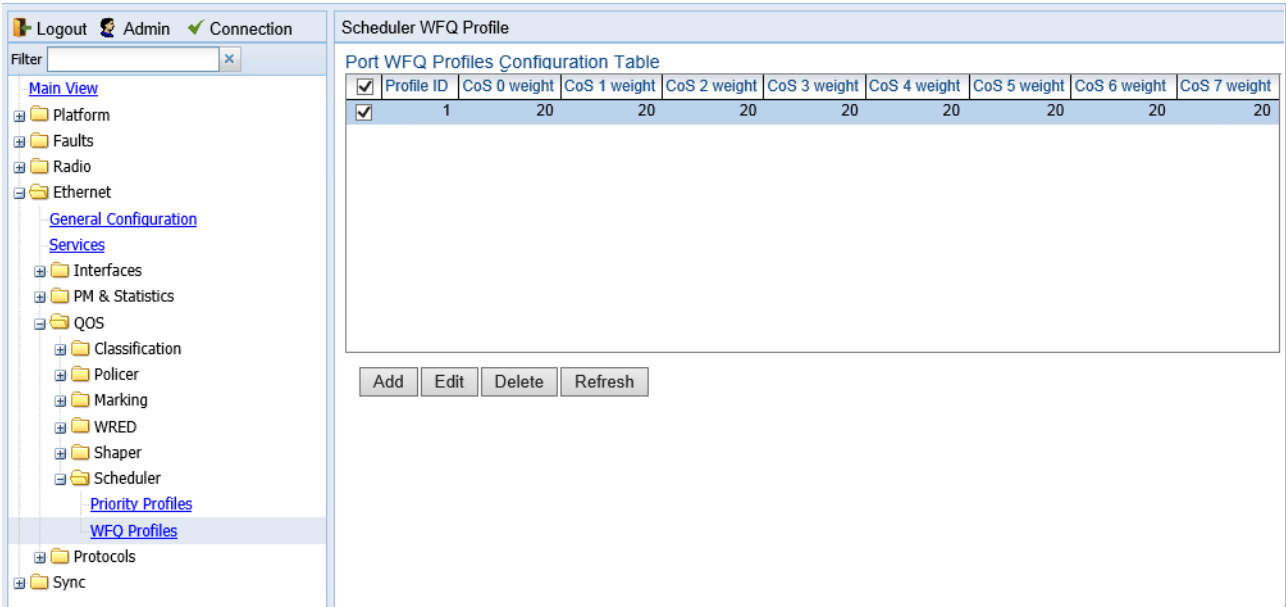 Logout Admin Connection
Filter
Main View
Platform
Faults
Radio
Ethernet
General Configuration
Services
Interfaces
PM & Statistics
QOS
Classification
Policer
Marking
WRED
Shaper
Scheduler
Priority Profiles
WFQ Profiles
Protocols
Sync
Scheduler WFQ Profile
Port WFQ Profiles Configuration Table
Profile ID CoS 0 weight CoS 1 weight CoS 2 weight CoS 3 weight CoS 4 weight CoS 5 weight CoS 6 weight CoS 7 weight
1 20 20 20 20 20 20 20 20
Add Edit Delete Refresh